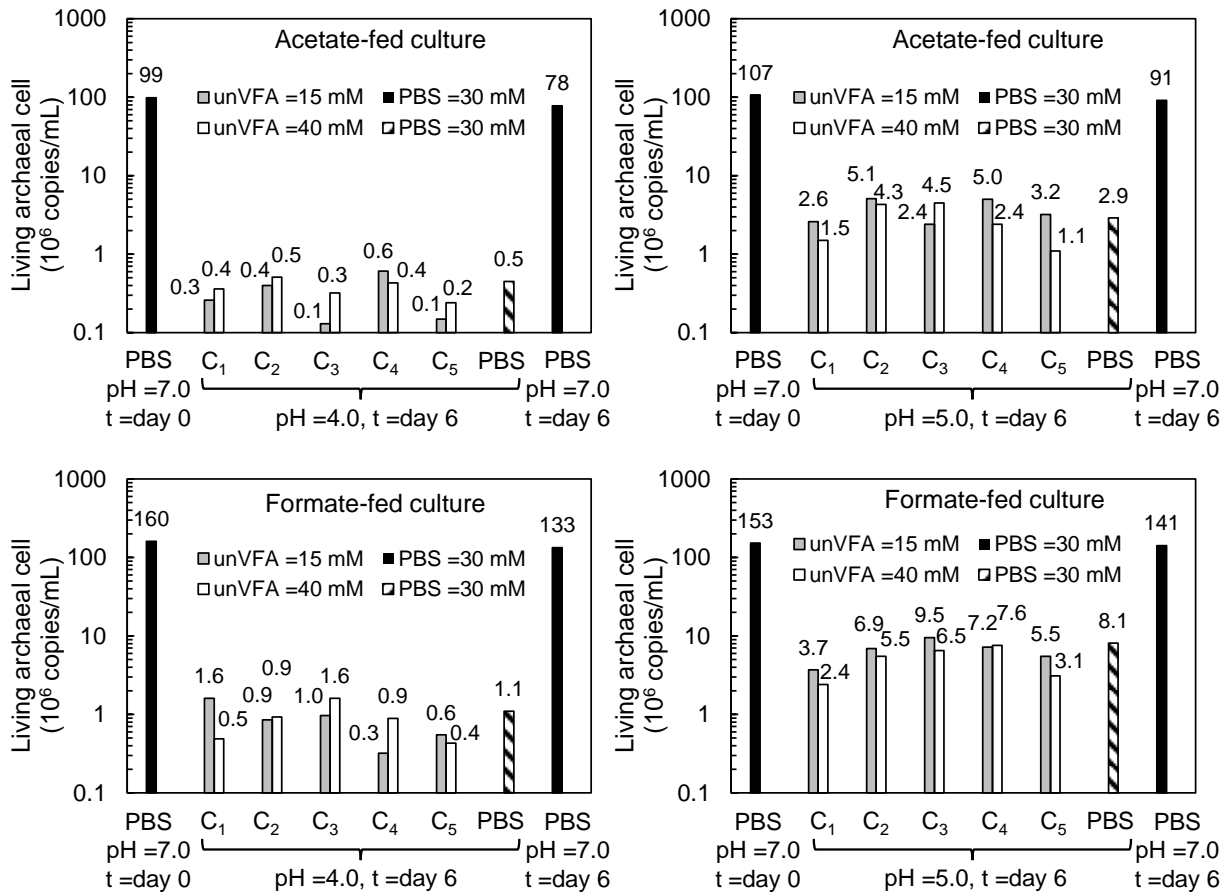 Acetate-fed culture
Living archaeal cell
(10⁶ copies/mL)
1000
100
10
1
0.1
unVFA =15 mM PBS =30 mM
unVFA =40 mM PBS =30 mM
99
0.3 0.4
0.4 0.5
0.1 0.3
0.6 0.4
0.1 0.2
0.5
78
PBS C₁ C₂ C₃ C₄ C₅ PBS PBS
pH =7.0 pH =7.0
t =day 0 pH =4.0, t =day 6 t =day 6
Acetate-fed culture
Living archaeal cell
(10⁶ copies/mL)
1000
100
10
1
0.1
unVFA =15 mM PBS =30 mM
unVFA =40 mM PBS =30 mM
107
2.6 1.5
5.1 4.3
2.4 4.5
5.0 2.4
3.2 1.1
2.9
91
PBS C₁ C₂ C₃ C₄ C₅ PBS PBS
pH =7.0 pH =7.0
t =day 0 pH =5.0, t =day 6 t =day 6
Formate-fed culture
Living archaeal cell
(10⁶ copies/mL)
1000
100
10
1
0.1
unVFA =15 mM PBS =30 mM
unVFA =40 mM PBS =30 mM
160
1.6 0.5
0.9 0.9
1.0 1.6
0.3 0.9
0.6 0.4
1.1
133
PBS C₁ C₂ C₃ C₄ C₅ PBS PBS
pH =7.0 pH =7.0
t =day 0 pH =4.0, t =day 6 t =day 6
Formate-fed culture
Living archaeal cell
(10⁶ copies/mL)
1000
100
10
1
0.1
unVFA =15 mM PBS =30 mM
unVFA =40 mM PBS =30 mM
153
3.7 2.4
6.9 5.5
9.5 6.5
7.2 7.6
5.5 3.1
8.1
141
PBS C₁ C₂ C₃ C₄ C₅ PBS PBS
pH =7.0 pH =7.0
t =day 0 pH =5.0, t =day 6 t =day 6